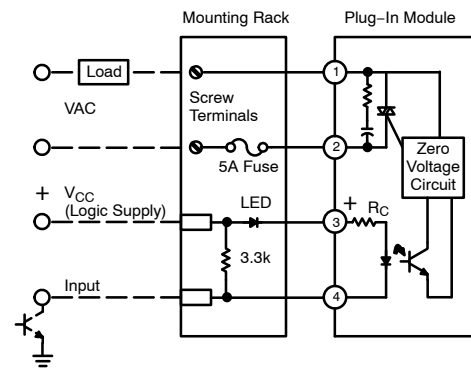 Mounting Rack
Plug–In Module
Load
1
VAC
Screw
Terminals
2
5A Fuse
Zero
Voltage
Circuit
+
VCC
(Logic Supply)
LED
3
+
RC
3.3k
Input
4